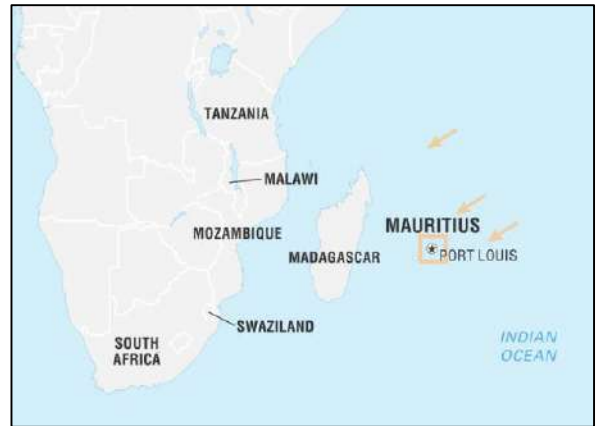 TANZANIA
MALAWI
MOZAMBIQUE
MAURITIUS
MADAGASCAR
PORT LOUIS
SWAZILAND
SOUTH
AFRICA
INDIAN
OCEAN